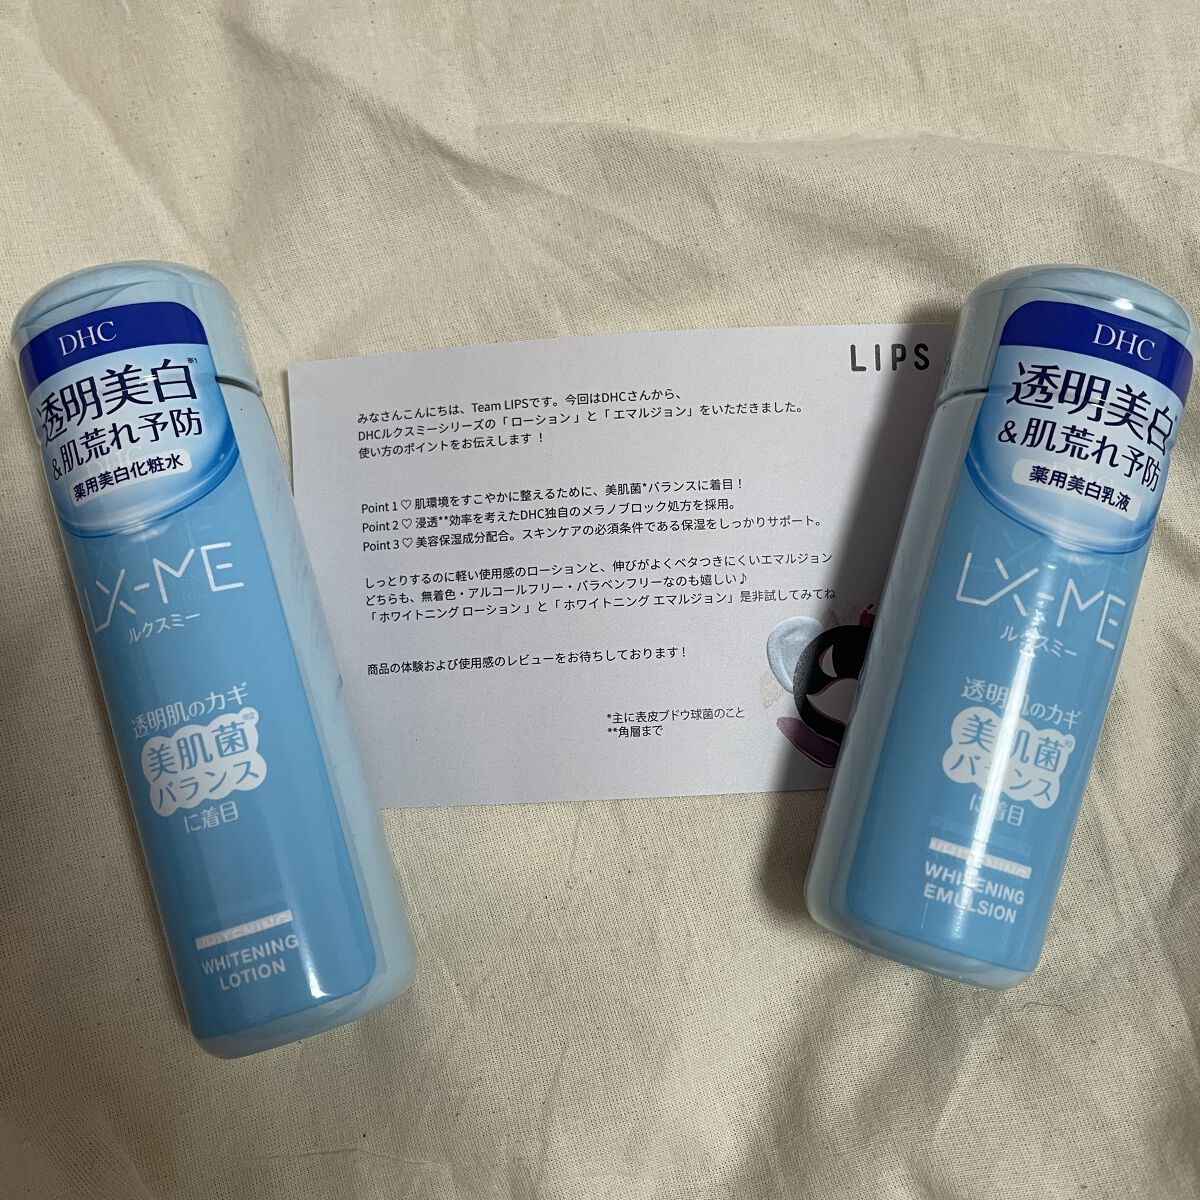 DHC
透明美白※1
&肌荒れ予防
薬用美白化粧水
LX-ME
ルクスミー
透明肌のカギ
美肌菌※2
バランス
に着目
WHITENING
LOTION
LIPS
みなさんこんにちは、Team LIPSです。今回はDHCさんから、
DHCルクスミーシリーズの「 ローション 」と「 エマルジョン」をいただきました。
使い方のポイントをお伝えします！
Point 1 ♡ 肌環境をすこやかに整えるために、美肌菌*バランスに着目！
Point 2 ♡ 浸透**効率を考えたDHC独自のメラノブロック処方を採用。
Point 3 ♡ 美容保湿成分配合。スキンケアの必須条件である保湿をしっかりサポート。
しっとりするのに軽い使用感のローションと、伸びがよくベタつきにくいエマルジョン
どちらも、無着色・アルコールフリー・パラベンフリーなのも嬉しい♪
「 ホワイトニング ローション 」と「 ホワイトニング エマルジョン」是非試してみてね
商品の体験および使用感のレビューをお待ちしております！
*主に表皮ブドウ球菌のこと
**角層まで
DHC
透明美白
&肌荒れ予防
薬用美白乳液
LX-ME
ルクスミー
透明肌のカギ
美肌菌
バランス
に着目
WHITENING
EMULSION